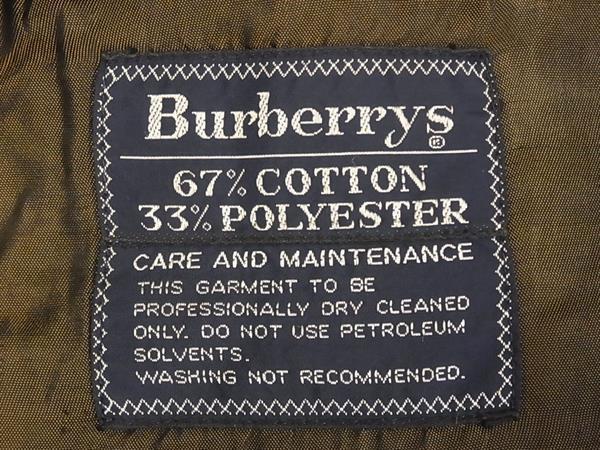 Burberrys®
67% COTTON
33% POLYESTER
CARE AND MAINTENANCE
THIS GARMENT TO BE
PROFESSIONALLY DRY CLEANED
ONLY. DO NOT USE PETROLEUM
SOLVENTS.
WASHING NOT RECOMMENDED.